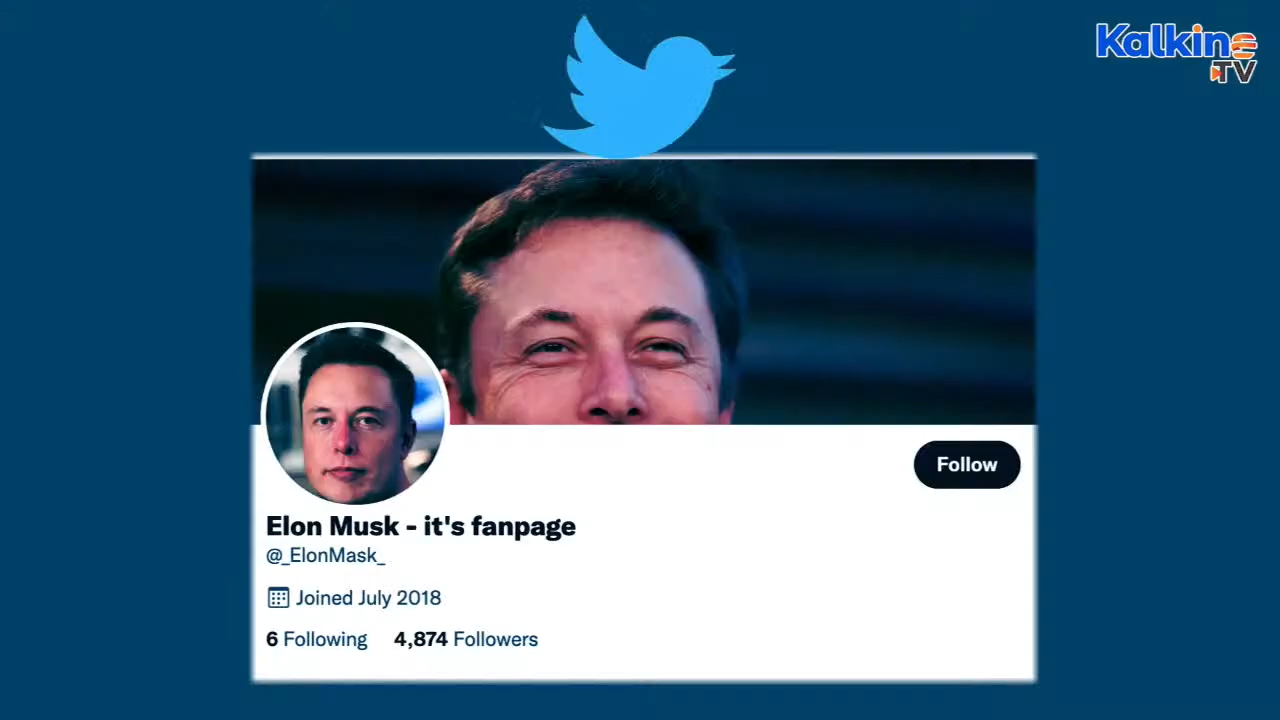 Kalkine
TV
Follow
Elon Musk - it's fanpage
@_ElonMask_
Joined July 2018
6 Following 4,874 Followers